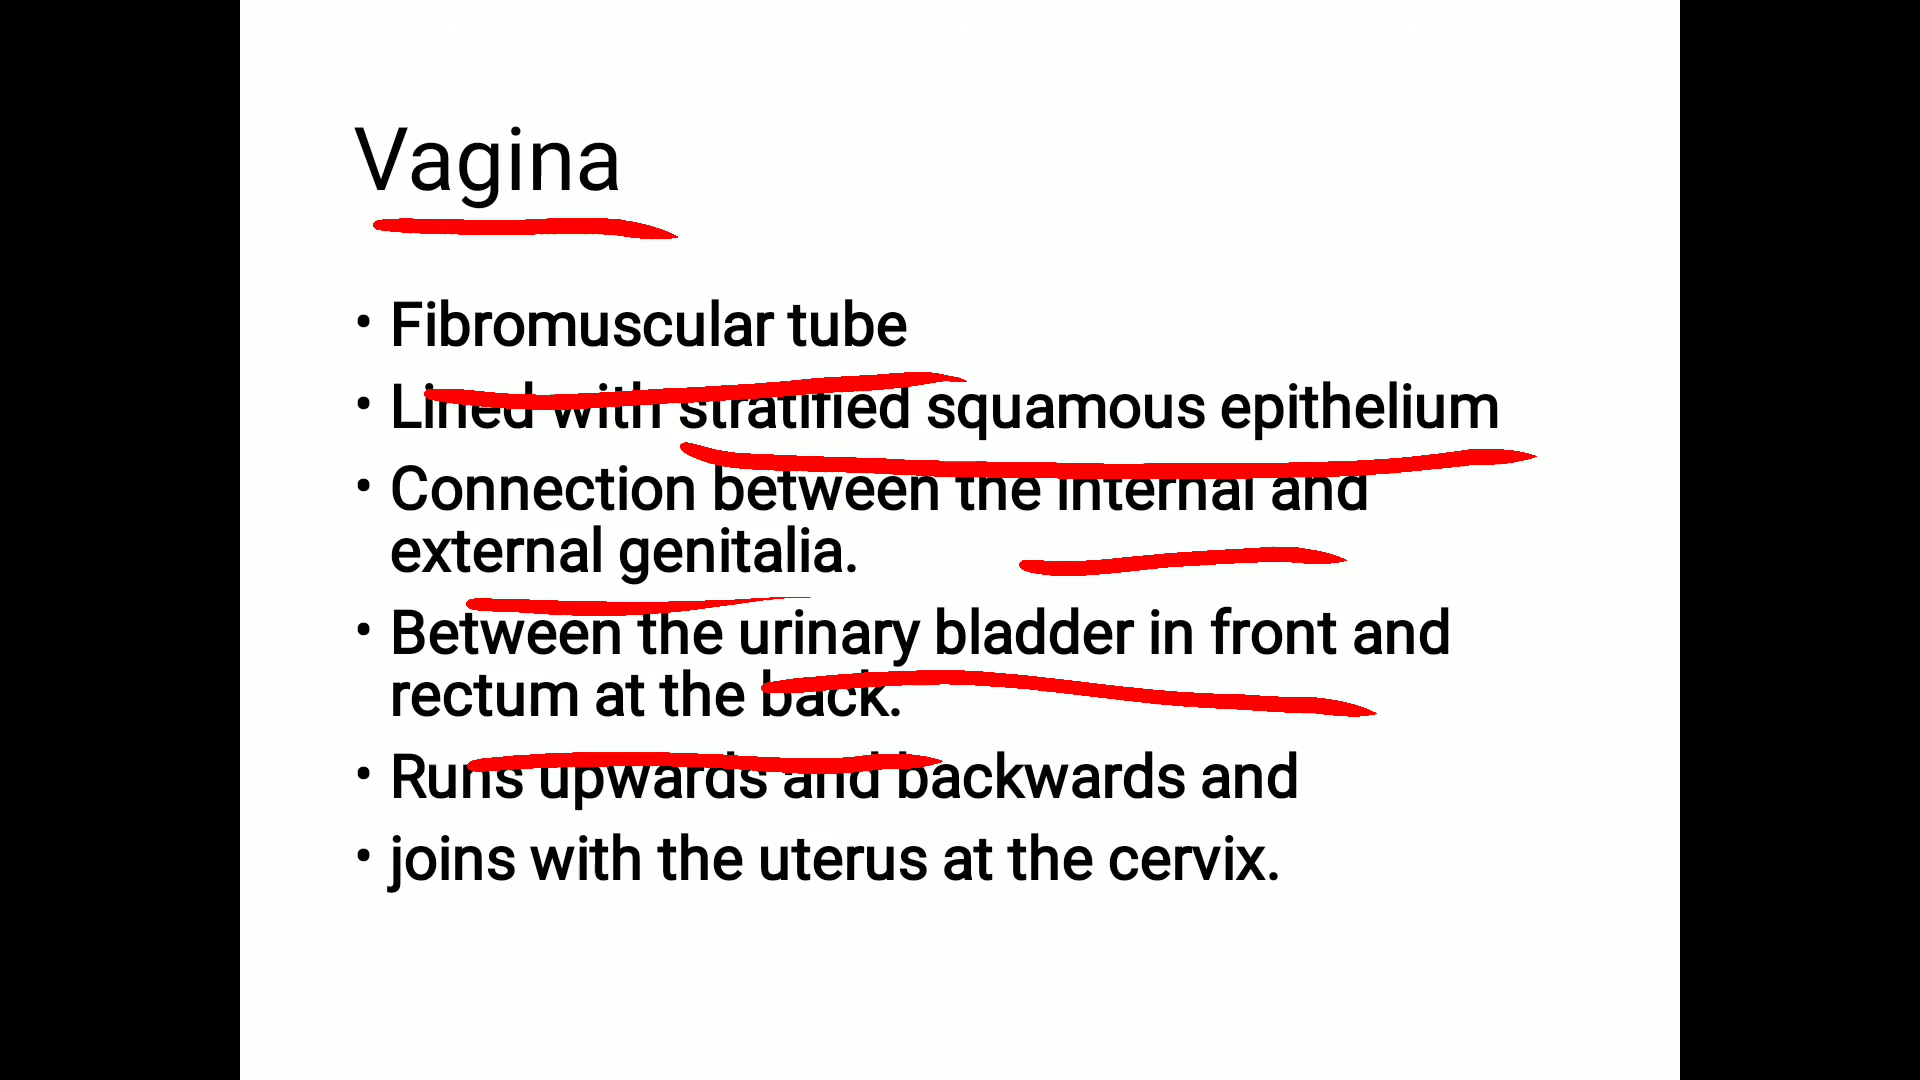 Vagina
• Fibromuscular tube
• Lined with stratified squamous epithelium
• Connection between the internal and
external genitalia.
• Between the urinary bladder in front and
rectum at the back.
• Runs upwards and backwards and
• joins with the uterus at the cervix.